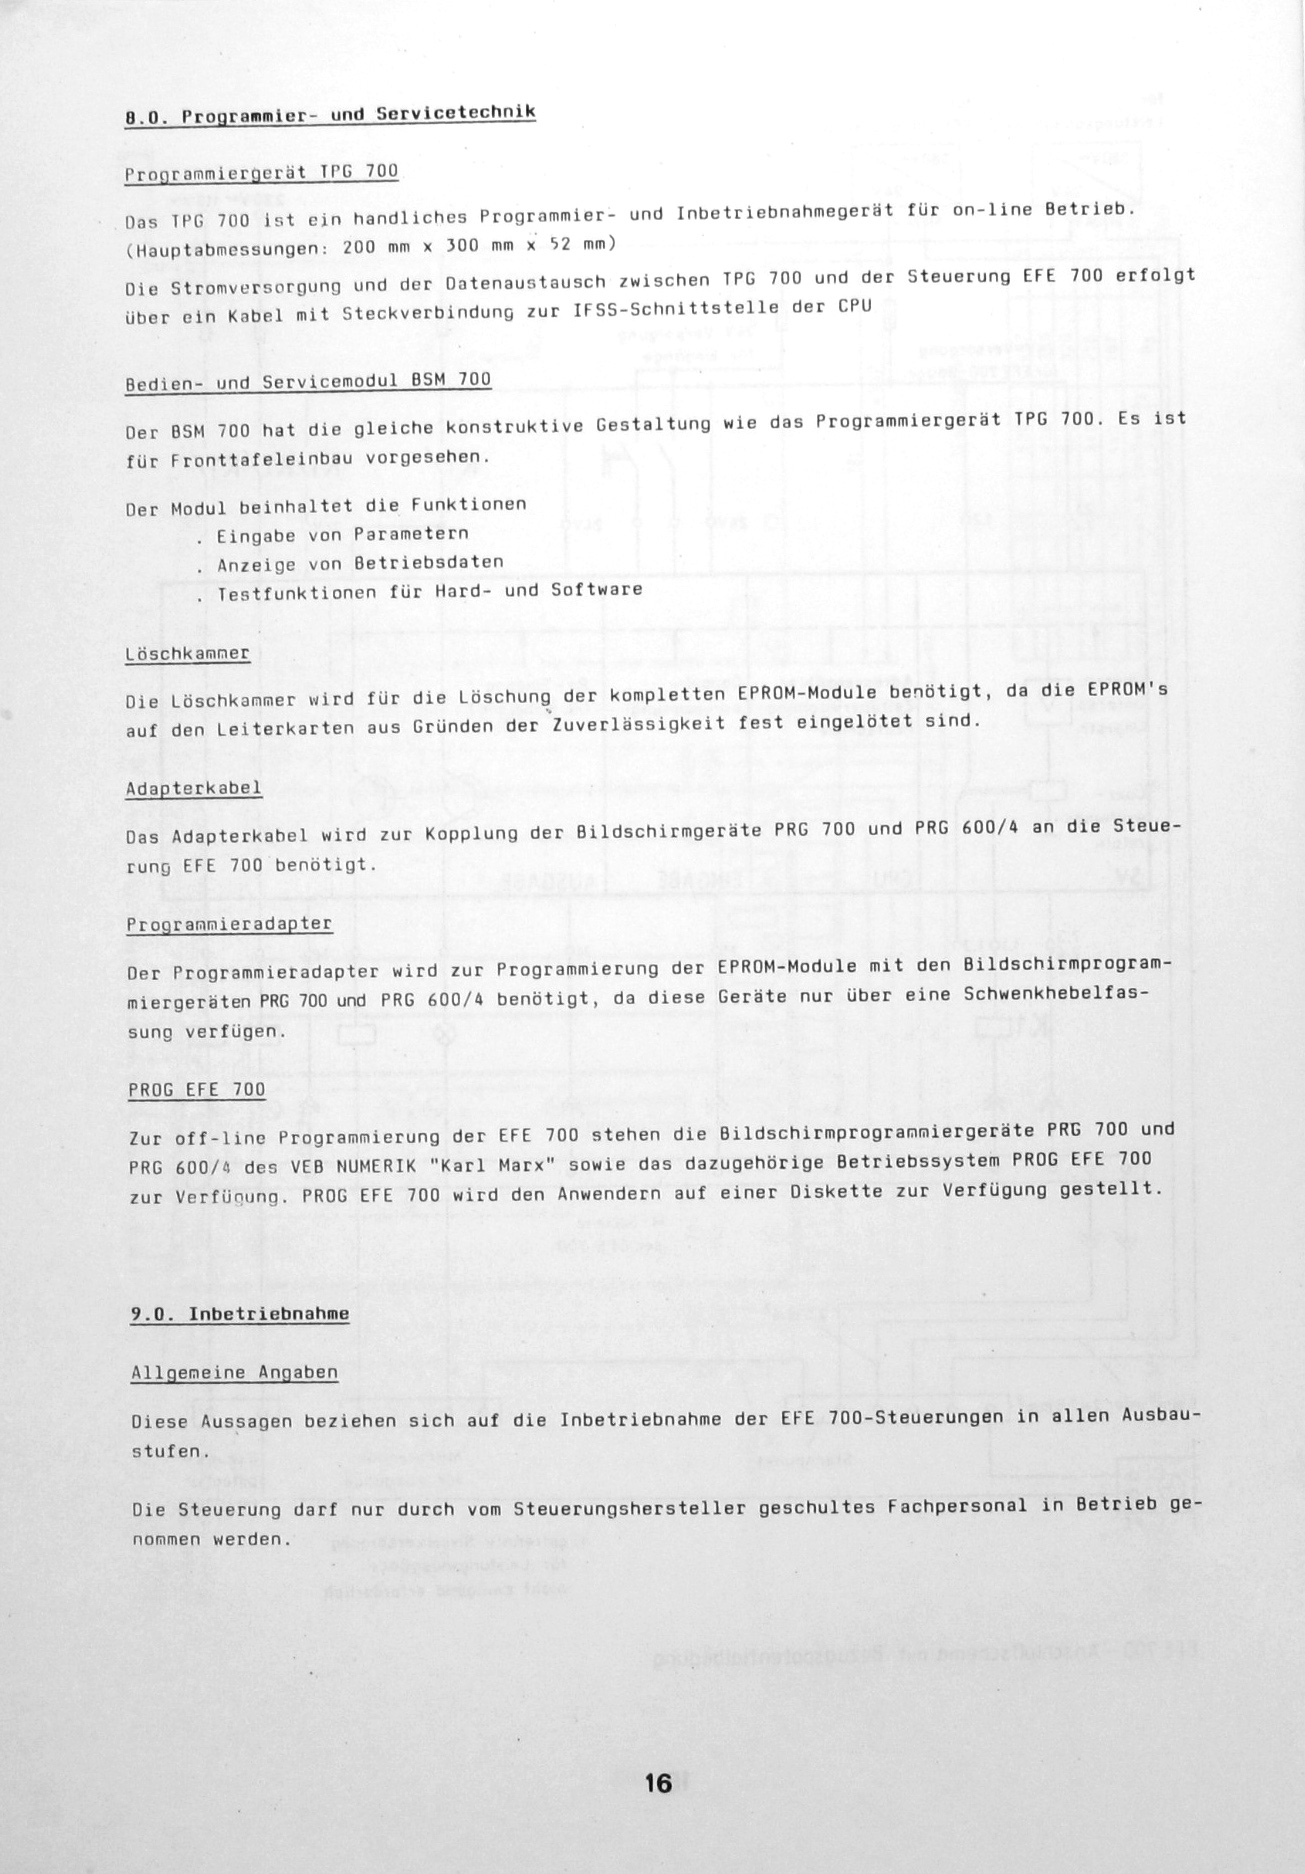 8.0. Programmier- und Servicetechnik
Programmiergerät TPG 700
Das TPG 700 ist ein handliches Programmier- und Inbetriebnahmegerät für on-line Betrieb.
(Hauptabmessungen: 200 mm x 300 mm x 52 mm)
Die Stromversorgung und der Datenaustausch zwischen TPG 700 und der Steuerung EFE 700 erfolgt
über ein Kabel mit Steckverbindung zur IFSS-Schnittstelle der CPU
Bedien- und Servicemodul BSM 700
Der BSM 700 hat die gleiche konstruktive Gestaltung wie das Programmiergerät TPG 700. Es ist
für Fronttafeleinbau vorgesehen.
Der Modul beinhaltet die Funktionen
. Eingabe von Parametern
. Anzeige von Betriebsdaten
. Testfunktionen für Hard- und Software
Löschkammer
Die Löschkammer wird für die Löschung der kompletten EPROM-Module benötigt, da die EPROM's
auf den Leiterkarten aus Gründen der Zuverlässigkeit fest eingelötet sind.
Adapterkabel
Das Adapterkabel wird zur Kopplung der Bildschirmgeräte PRG 700 und PRG 600/4 an die Steue-
rung EFE 700 benötigt.
Programmieradapter
Der Programmieradapter wird zur Programmierung der EPROM-Module mit den Bildschirmprogram-
miergeräten PRG 700 und PRG 600/4 benötigt, da diese Geräte nur über eine Schwenkhebelfas-
sung verfügen.
PROG EFE 700
Zur off-line Programmierung der EFE 700 stehen die Bildschirmprogrammiergeräte PRG 700 und
PRG 600/4 des VEB NUMERIK "Karl Marx" sowie das dazugehörige Betriebssystem PROG EFE 700
zur Verfügung. PROG EFE 700 wird den Anwendern auf einer Diskette zur Verfügung gestellt.
9.0. Inbetriebnahme
Allgemeine Angaben
Diese Aussagen beziehen sich auf die Inbetriebnahme der EFE 700-Steuerungen in allen Ausbau-
stufen.
Die Steuerung darf nur durch vom Steuerungshersteller geschultes Fachpersonal in Betrieb ge-
nommen werden.
16